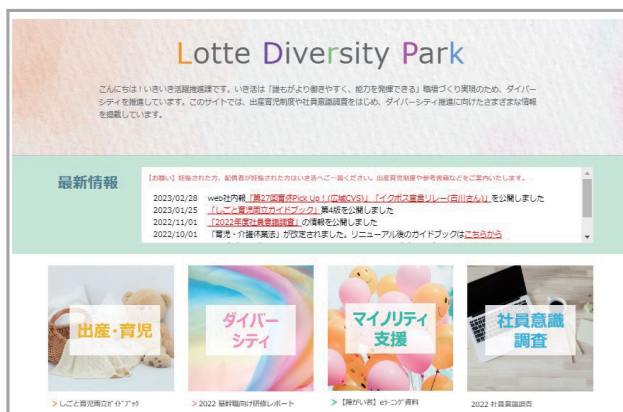 Lotte Diversity Park
こんにちは！いきいき活躍推進課です。いき活は「誰もがより働きやすく、能力を発揮できる」職場づくり実現のため、ダイバー
シティを推進しています。このサイトでは、出産育児制度や社員意識調査をはじめ、ダイバーシティ推進に向けたさまざまな情報
を掲載しています。
最新情報
【お願い】妊娠された方、配偶者が妊娠された方はいき活へご一報ください。出産育児制度や参考書籍などをご案内いたします。
2023/02/28 web社内報「第27回育休Pick Up！(広域CVS)」「イクボス宣言リレー(古川さん)」を公開しました
2023/01/25 「しごと育児両立ガイドブック」第4版を公開しました
2022/11/01 「2022年度社員意識調査」の情報を公開しました
2022/10/01 「育児・介護休業法」が改定されました。リニューアル後のガイドブックはこちらから
出産・育児
ダイバー
シティ
マイノリティ
支援
社員意識
調査
>しごと育児両立ガイドブック
>2022 基幹職向け研修レポート
>【障がい者】eラーニング資料
2022 社員意識調査